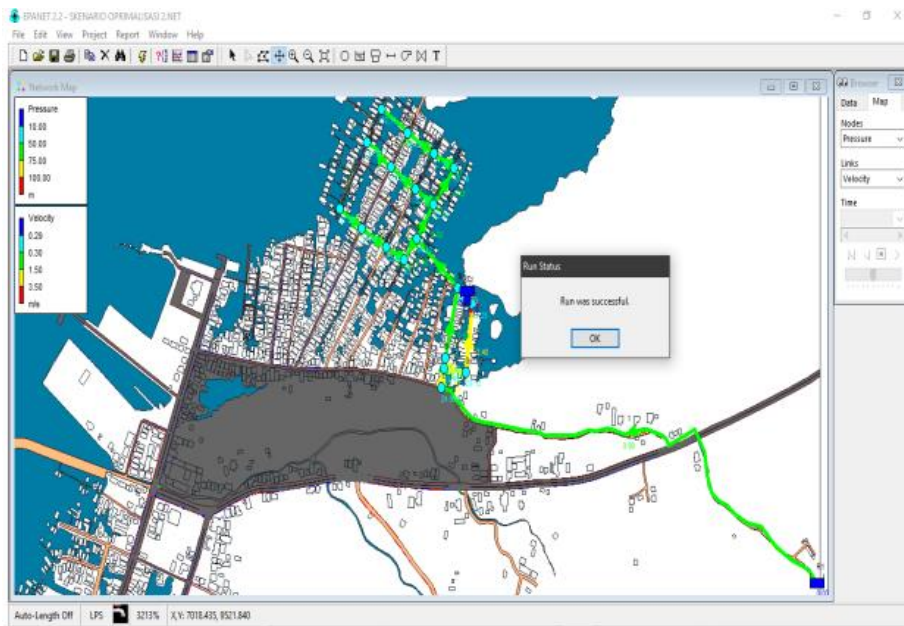 EPANET 2.2 - SKENARIO OPRIMALISASI 2.NET
File Edit View Project Report Window Help
T
Network Map
Browser
Data Map
Pressure
10.00
50.00
75.00
100.00
m
Velocity
0.29
0.30
1.50
3.50
m/s
Nodes
Pressure
Links
Velocity
Time
Run Status
Run was successful.
OK
Auto-Length Off LPS 3213% X,Y: 7018.435, 9521.840